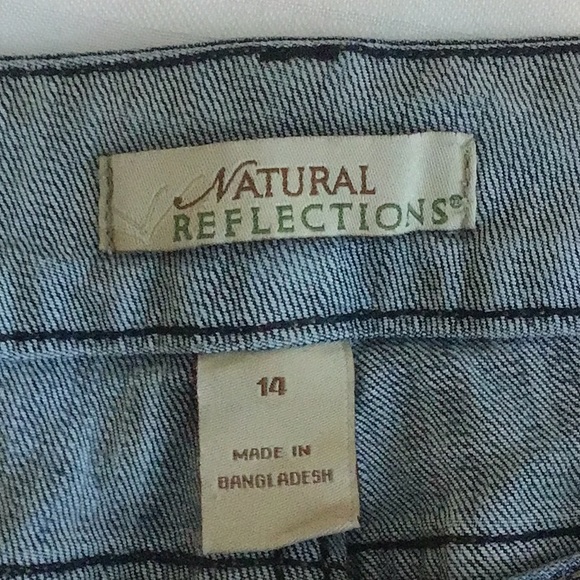 NATURAL
REFLECTIONS®
14
MADE IN
BANGLADESH